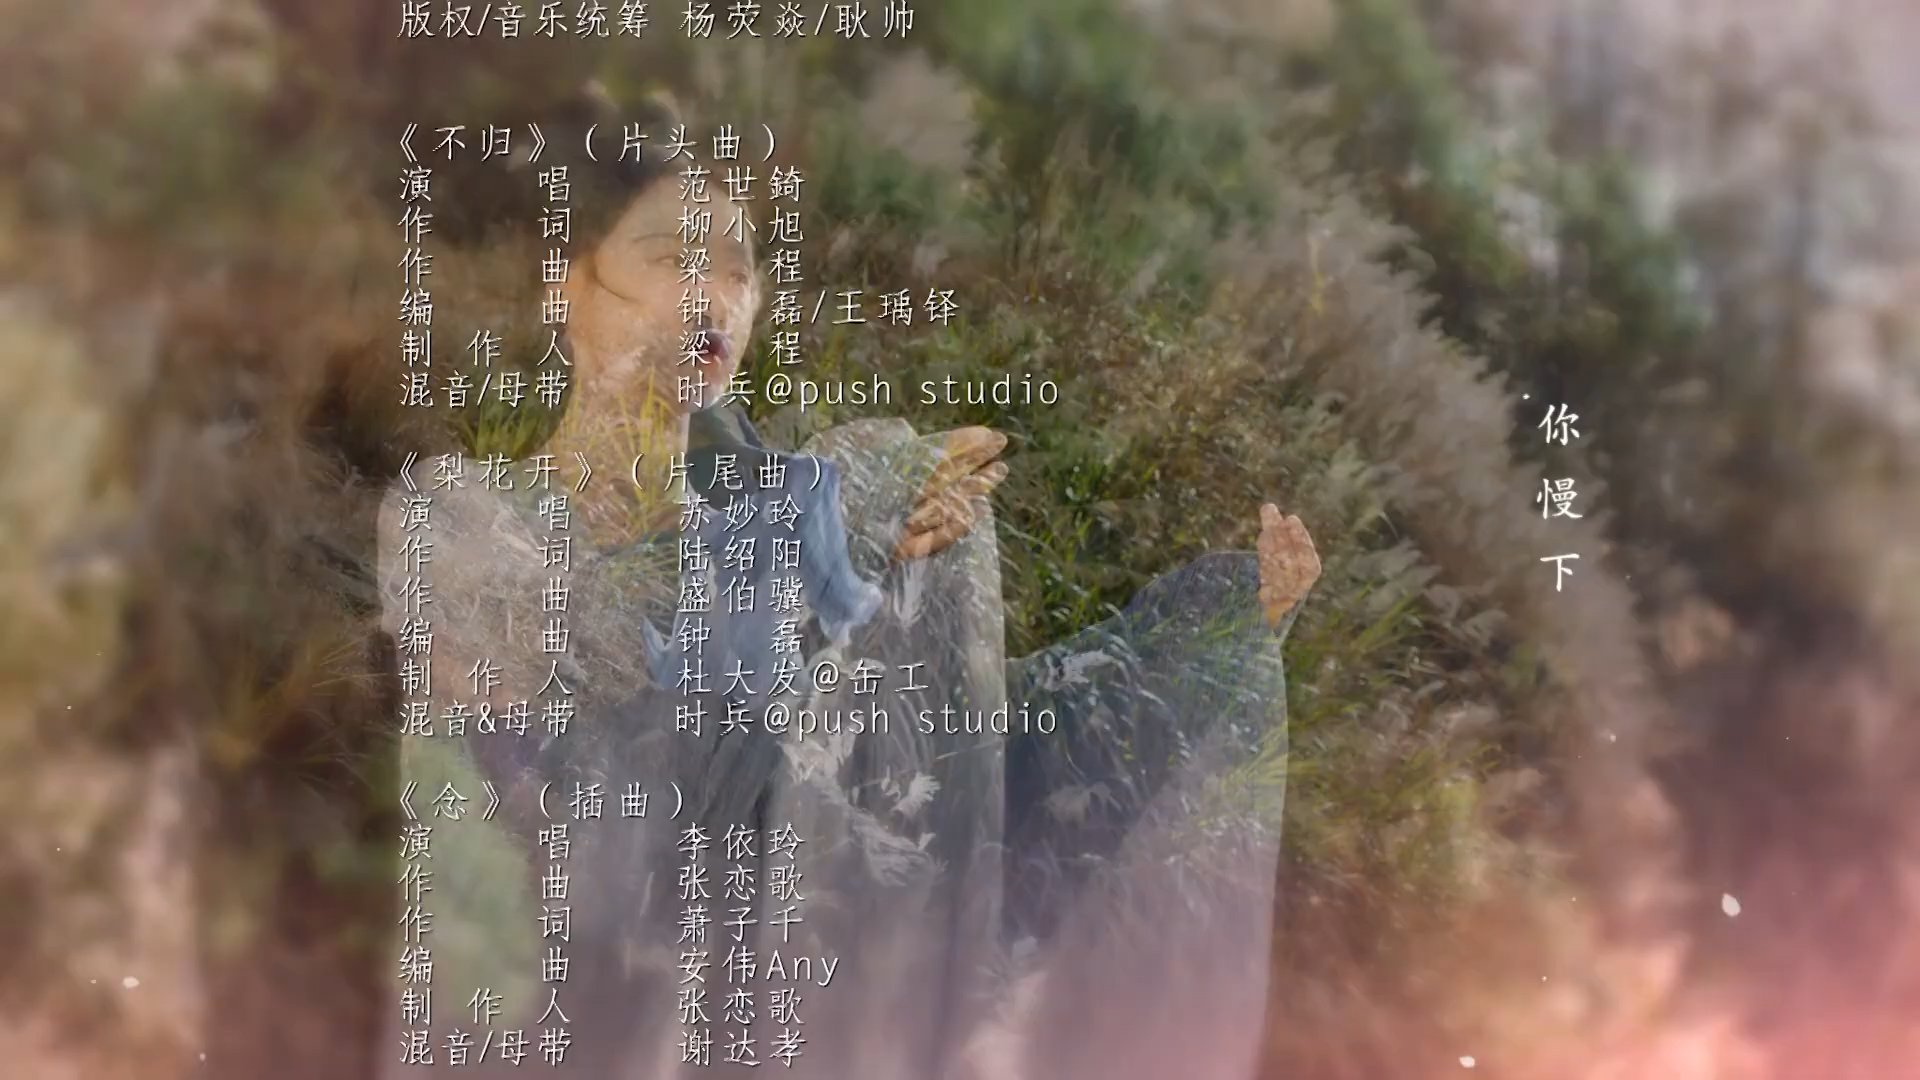 版权/音乐统筹 杨荧焱/耿帅
《不归》（片头曲）
演唱 范世錡
作词 柳小旭
作曲 梁程
编曲 钟磊/王瑀铎
制作人 梁程
混音/母带 时兵@push studio
《梨花开》（片尾曲）
演唱 苏妙玲
作词 陆绍阳
作曲 盛伯骥
编曲 钟磊
制作人 杜大发@缶工
混音&母带 时兵@push studio
《念》（插曲）
演唱 李依玲
作曲 张恋歌
作词 萧子千
编曲 安伟Any
制作人 张恋歌
混音/母带 谢达孝
你慢下